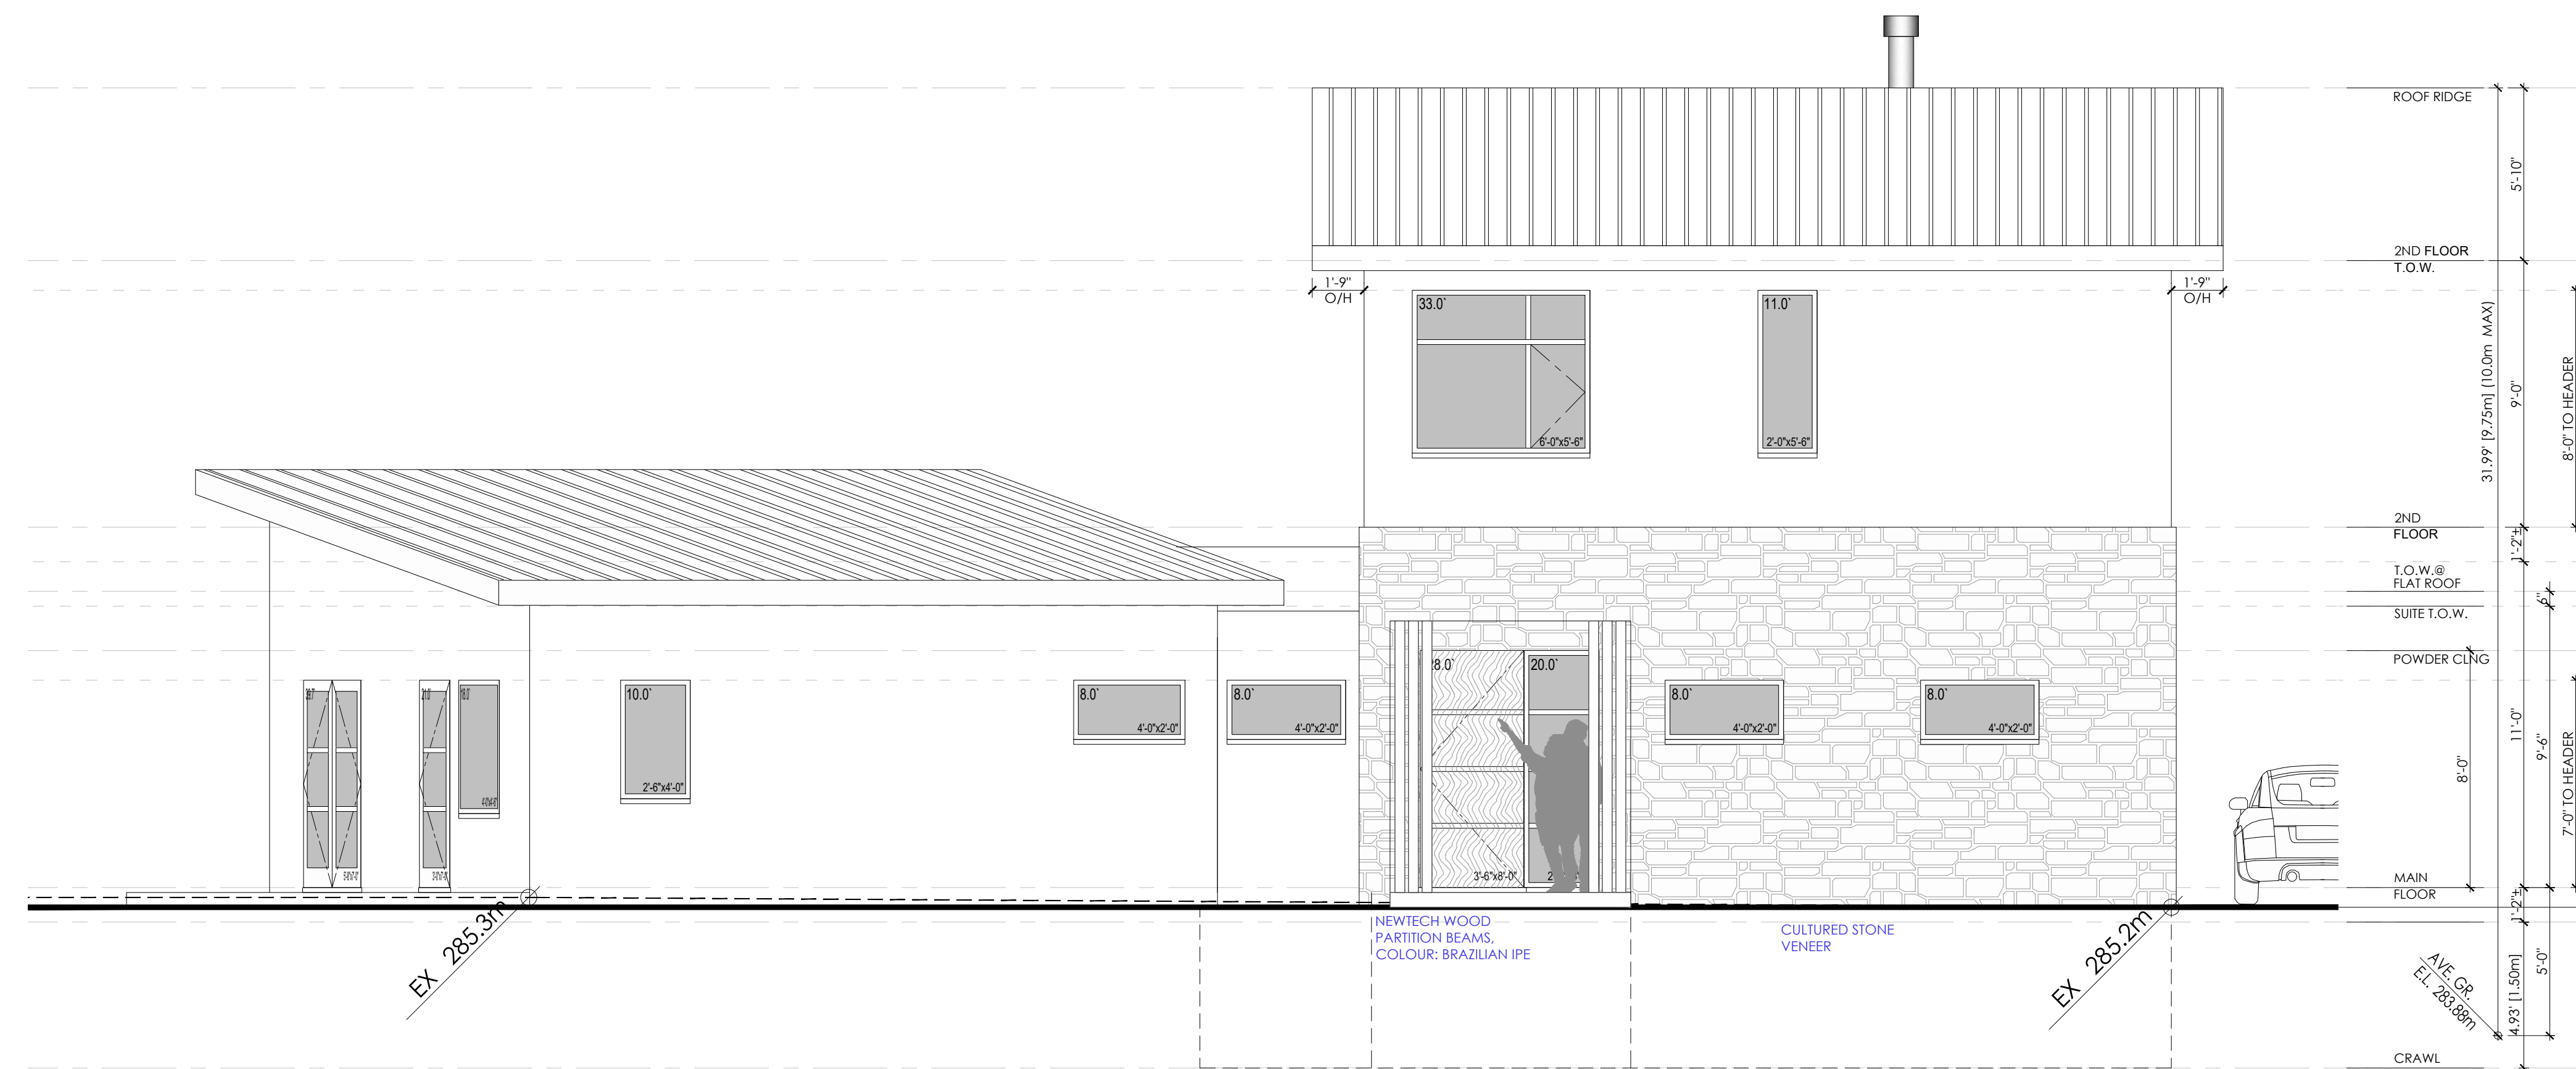 ROOF RIDGE
5'-10"
2ND FLOOR
T.O.W.
1'-9"
O/H
1'-9"
O/H
33.0`
6'-0"x5'-6"
11.0`
2'-0"x5'-6"
31.99' [9.75m] (10.0m MAX)
9'-0"
8'-0" TO HEADER
2ND
FLOOR
1'-2"±
T.O.W.@
FLAT ROOF
6"
SUITE T.O.W.
POWDER CLNG
10.0`
2'-6"x4'-0"
8.0`
4'-0"x2'-0"
8.0`
4'-0"x2'-0"
28.0`
3'-6"x8'-0"
20.0`
8.0`
4'-0"x2'-0"
8.0`
4'-0"x2'-0"
8'-0"
11'-0"
9'-6"
7'-0" TO HEADER
MAIN
FLOOR
1'-2"±
EX 285.3m
NEWTECH WOOD
PARTITION BEAMS,
COLOUR: BRAZILIAN IPE
CULTURED STONE
VENEER
EX 285.2m
AVE. GR.
E.L. 283.88m
4.93' [1.50m]
5'-0"
CRAWL